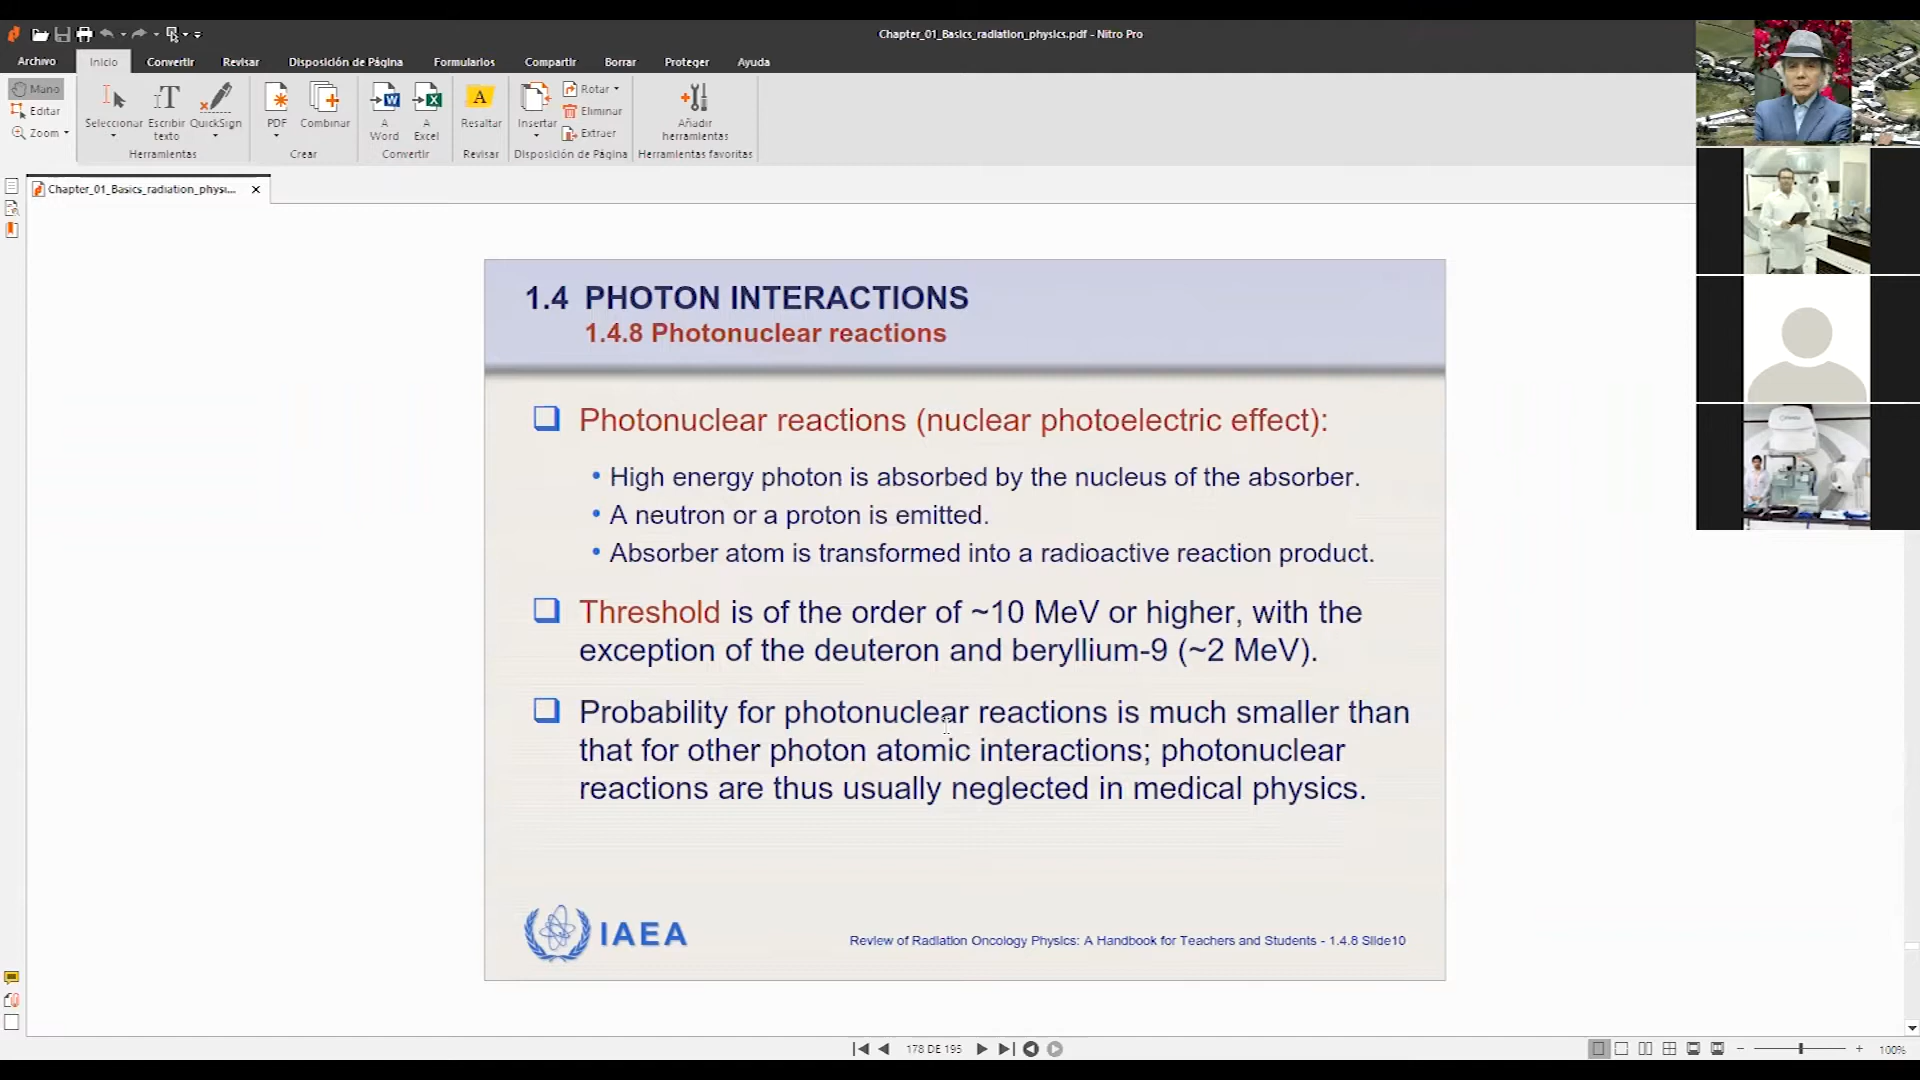 Chapter_01_Basics_radiation_physics.pdf - Nitro Pro
Archivo Inicio Convertir Revisar Disposición de Página Formularios Compartir Borrar Proteger Ayuda
Mano
Editar
Zoom
Seleccionar
Escribir texto
QuickSign
Herramientas
PDF
Combinar
Crear
A Word
A Excel
Convertir
Resaltar
Revisar
Insertar
Rotar
Eliminar
Extraer
Disposición de Página
Añadir herramientas
Herramientas favoritas
Chapter_01_Basics_radiation_physi...
1.4 PHOTON INTERACTIONS
1.4.8 Photonuclear reactions
Photonuclear reactions (nuclear photoelectric effect):
• High energy photon is absorbed by the nucleus of the absorber.
• A neutron or a proton is emitted.
• Absorber atom is transformed into a radioactive reaction product.
Threshold is of the order of ~10 MeV or higher, with the
exception of the deuteron and beryllium-9 (~2 MeV).
Probability for photonuclear reactions is much smaller than
that for other photon atomic interactions; photonuclear
reactions are thus usually neglected in medical physics.
IAEA
Review of Radiation Oncology Physics: A Handbook for Teachers and Students - 1.4.8 Slide10
178 DE 195
100%